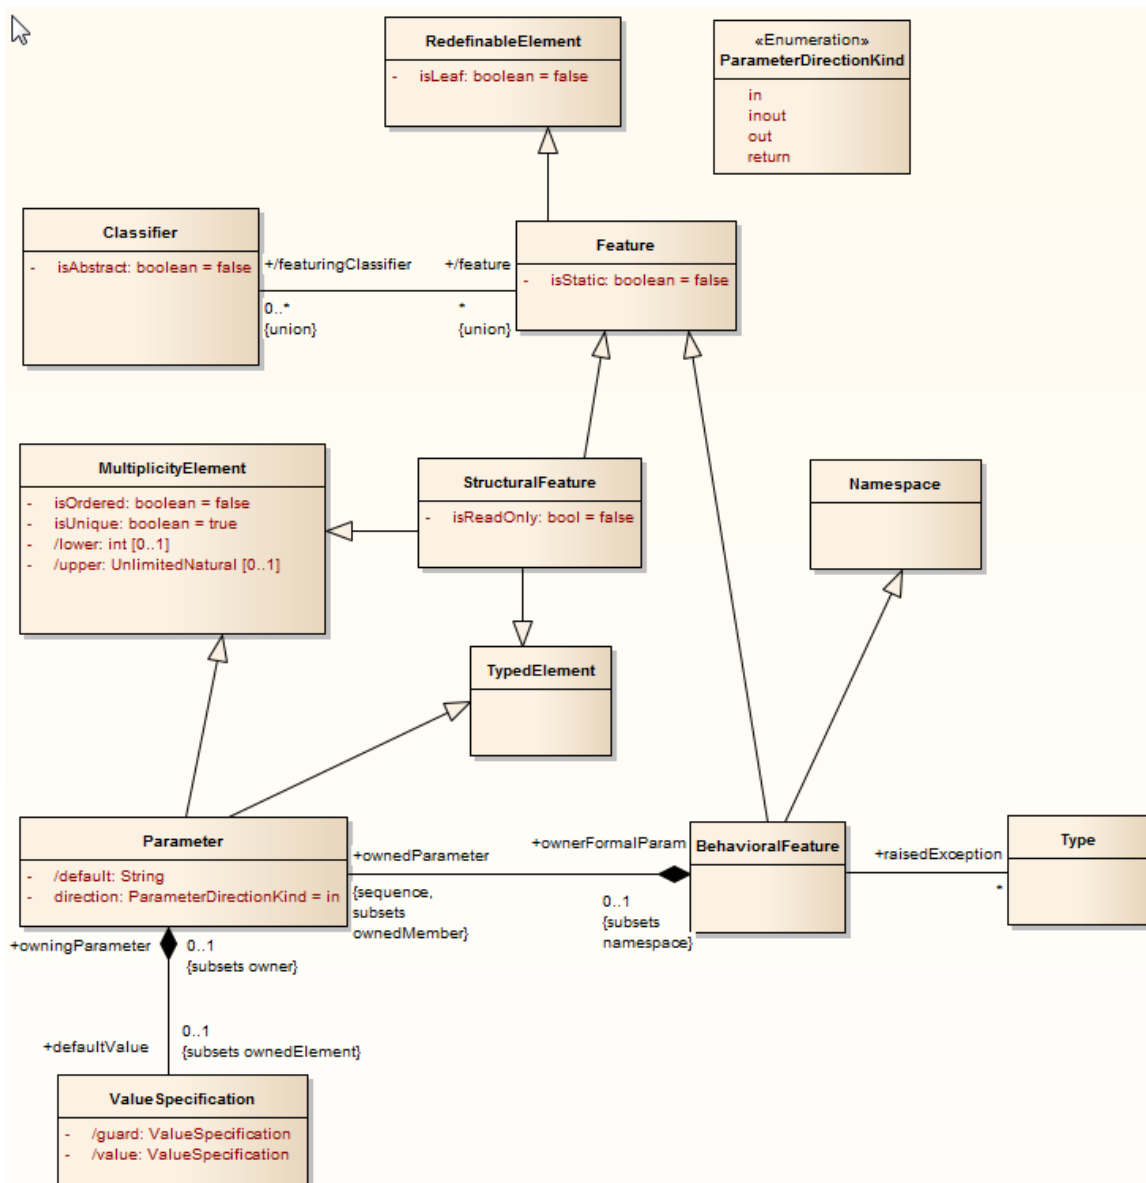 RedefinableElement
- isLeaf: boolean = false
«Enumeration»
ParameterDirectionKind
in
inout
out
return
Classifier
- isAbstract: boolean = false
+/featuringClassifier
0..*
{union}
+/feature
*
{union}
Feature
- isStatic: boolean = false
MultiplicityElement
- isOrdered: boolean = false
- isUnique: boolean = true
- /lower: int [0..1]
- /upper: UnlimitedNatural [0..1]
StructuralFeature
- isReadOnly: bool = false
Namespace
TypedElement
Parameter
- /default: String
- direction: ParameterDirectionKind = in
+ownedParameter
{sequence,
subsets
ownedMember}
+ownerFormalParam
0..1
{subsets
namespace}
BehavioralFeature
+raisedException
*
Type
+owningParameter
0..1
{subsets owner}
+defaultValue
0..1
{subsets ownedElement}
ValueSpecification
- /guard: ValueSpecification
- /value: ValueSpecification